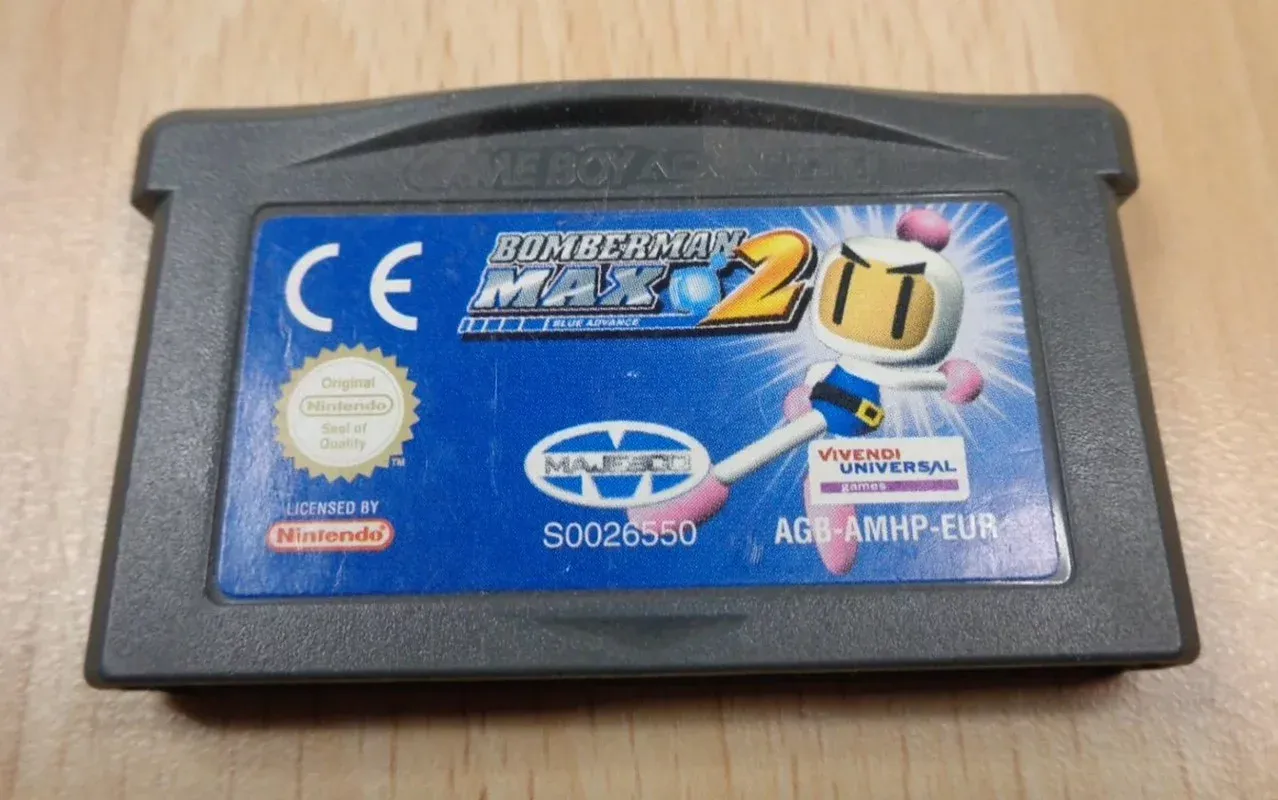 GAME BOY ADVANCE
CE
BOMBERMAN
MAX 2
BLUE ADVANCE
Original
Nintendo
Seal of
Quality
TM
LICENSED BY
Nintendo
MAJESCO
S0026550
VIVENDI
UNIVERSAL
games
AGB-AMHP-EUR